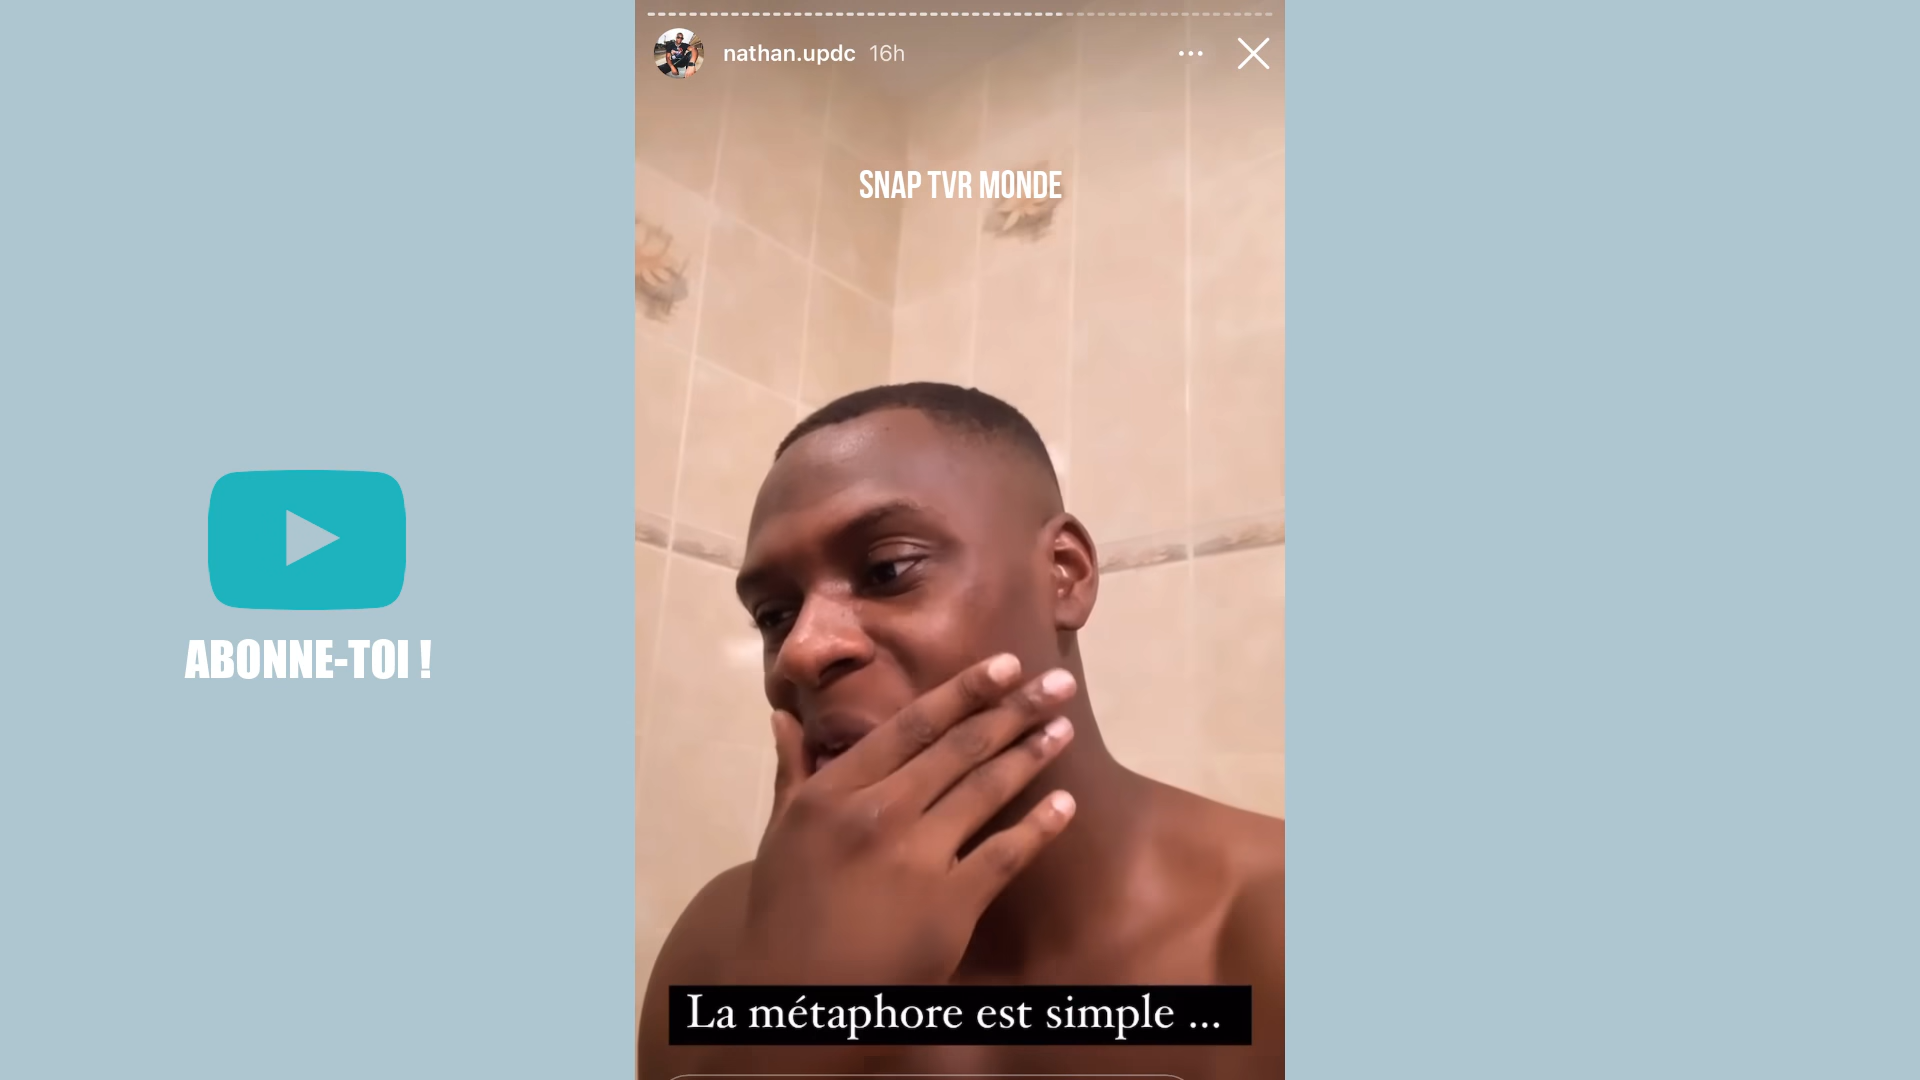 nathan.updc 16h
SNAP TVR MONDE
ABONNE-TOI !
La métaphore est simple ...